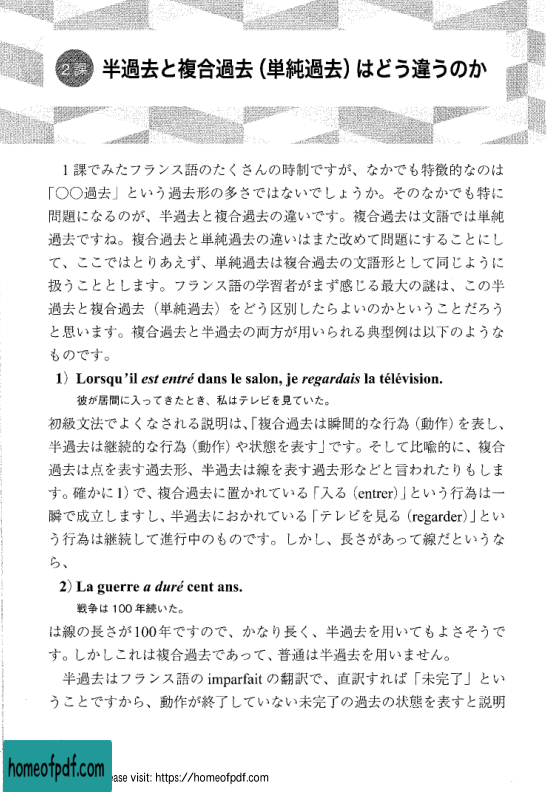 2課 半過去と複合過去（単純過去）はどう違うのか
1課でみたフランス語のたくさんの時制ですが、なかでも特徴的なのは
「○○過去」という過去形の多さではないでしょうか。そのなかでも特に
問題になるのが、半過去と複合過去の違いです。複合過去は文語では単純
過去ですね。複合過去と単純過去の違いはまた改めて問題にすることにし
て、ここではとりあえず、単純過去は複合過去の文語形として同じように
扱うこととします。フランス語の学習者がまず感じる最大の謎は、この半
過去と複合過去（単純過去）をどう区別したらよいのかということだろう
と思います。複合過去と半過去の両方が用いられる典型例は以下のような
ものです。
1）Lorsqu'il est entré dans le salon, je regardais la télévision.
彼が居間に入ってきたとき、私はテレビを見ていた。
初級文法でよくなされる説明は、「複合過去は瞬間的な行為（動作）を表し、
半過去は継続的な行為（動作）や状態を表す」です。そして比喩的に、複合
過去は点を表す過去形、半過去は線を表す過去形などと言われたりもしま
す。確かに1）で、複合過去に置かれている「入る（entrer）」という行為は一
瞬で成立しますし、半過去におかれている「テレビを見る（regarder）」とい
う行為は継続して進行中のものです。しかし、長さがあって線だというな
ら、
2）La guerre a duré cent ans.
戦争は100年続いた。
は線の長さが100年ですので、かなり長く、半過去を用いてもよさそうで
す。しかしこれは複合過去であって、普通は半過去を用いません。
半過去はフランス語の imparfait の翻訳で、直訳すれば「未完了」とい
うことですから、動作が終了していない未完了の過去の状態を表すと説明
homeofpdf.com
ease visit: https://homeofpdf.com